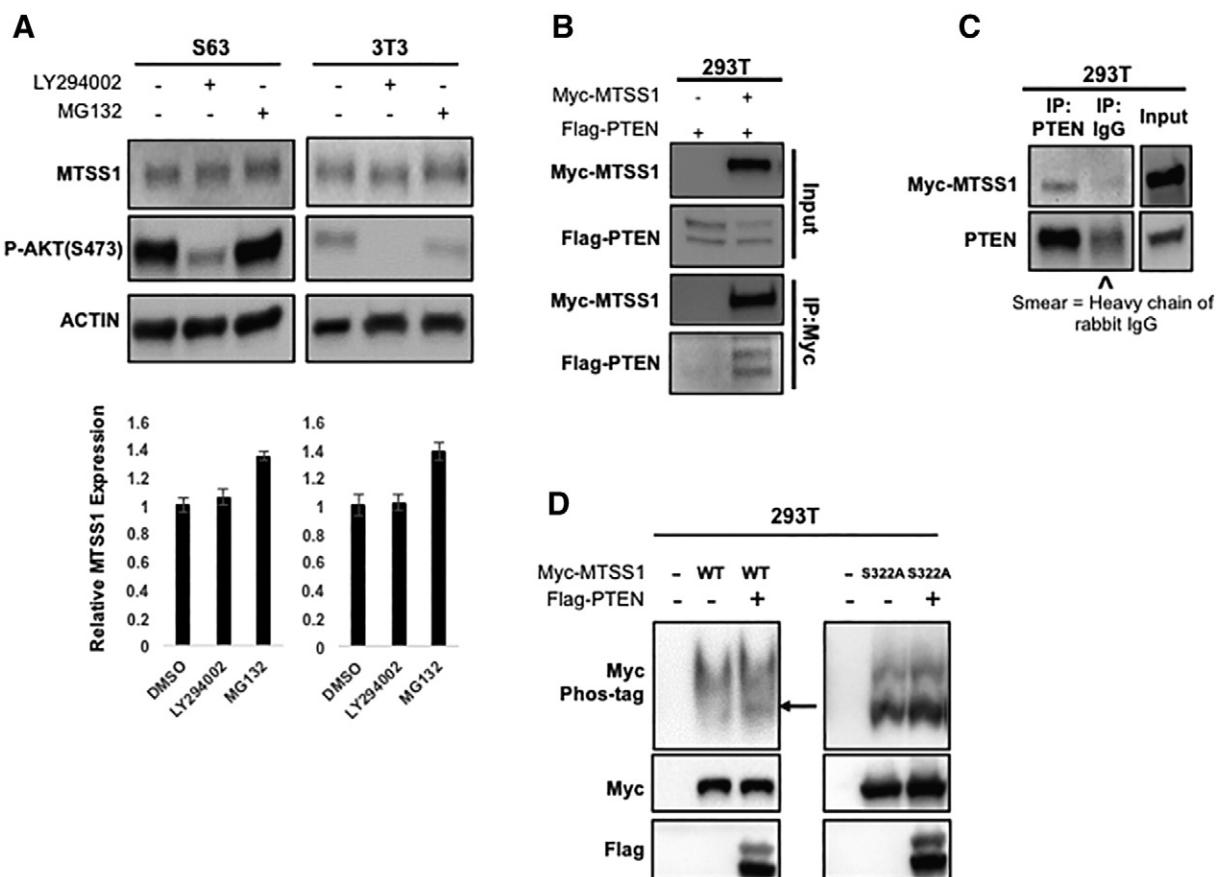 A
S63
3T3
LY294002 - + - - + -
MG132 - - + - - +
MTSS1
P-AKT(S473)
ACTIN
Relative MTSS1 Expression
1.6
1.4
1.2
1
0.8
0.6
0.4
0.2
0
DMSO
LY294002
MG132
1.6
1.4
1.2
1
0.8
0.6
0.4
0.2
0
DMSO
LY294002
MG132
B
293T
Myc-MTSS1 - +
Flag-PTEN + +
Myc-MTSS1
Flag-PTEN
Input
Myc-MTSS1
Flag-PTEN
IP:Myc
C
293T
IP: IP: Input
PTEN IgG
Myc-MTSS1
PTEN
^
Smear = Heavy chain of
rabbit IgG
D
293T
Myc-MTSS1 - WT WT - S322A S322A
Flag-PTEN - - + - - +
Myc
Phos-tag
Myc
Flag